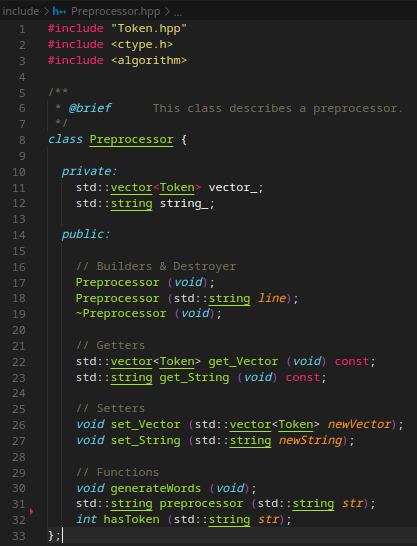 include > h++ Preprocessor.hpp > ...
1 #include "Token.hpp"
2 #include <ctype.h>
3 #include <algorithm>
4
5 /**
6  * @brief      This class describes a preprocessor.
7  */
8 class Preprocessor {
9
10   private:
11     std::vector<Token> vector_;
12     std::string string_;
13
14   public:
15
16     // Builders & Destroyer
17     Preprocessor (void);
18     Preprocessor (std::string line);
19     ~Preprocessor (void);
20
21     // Getters
22     std::vector<Token> get_Vector (void) const;
23     std::string get_String (void) const;
24
25     // Setters
26     void set_Vector (std::vector<Token> newVector);
27     void set_String (std::string newString);
28
29     // Functions
30     void generateWords (void);
31     std::string preprocessor (std::string str);
32     int hasToken (std::string str);
33 };